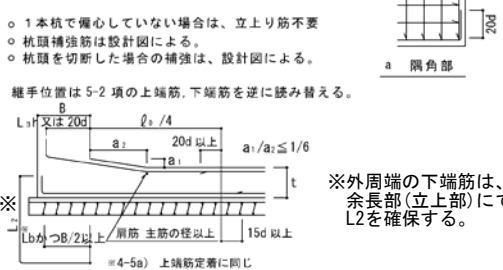 ○ 1本杭で偏心していない場合は、立上り筋不要
○ 杭頭補強筋は設計図による。
○ 杭頭を切断した場合の補強は、設計図による。
20d
a 隅角部
継手位置は 5-2 項の上端筋,下端筋を逆に読み替える。
B
又は 20d
ℓ₀/4
a₂
20d 以上
a₁/a₂≦1/6
a₁
t
※
L₂
※
LbかつB/2以上
肩筋 主筋の径以上
15d 以上
※4-5a) 上端筋定着に同じ
※外周端の下端筋は、
余長部(立上部)にて
L2を確保する。